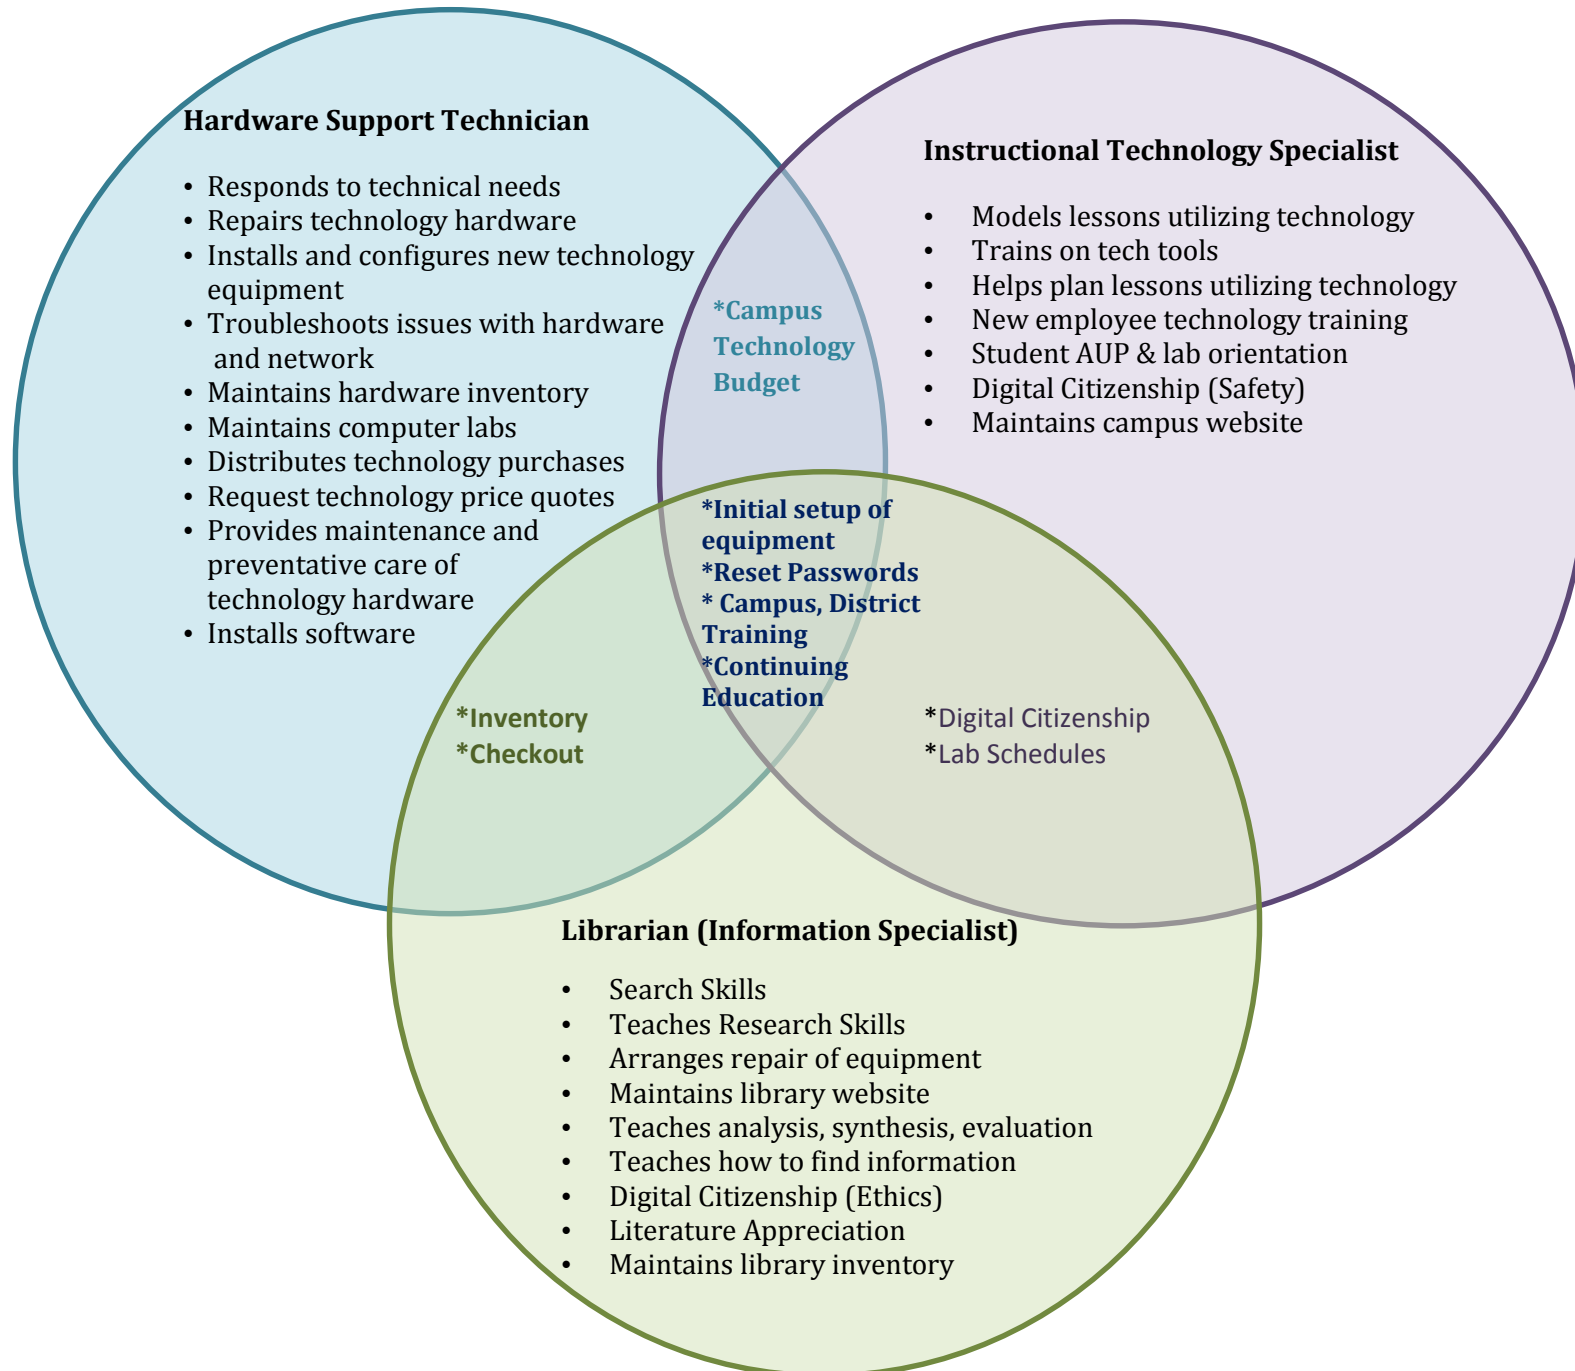 Hardware Support Technician
• Responds to technical needs
• Repairs technology hardware
• Installs and configures new technology
equipment
• Troubleshoots issues with hardware
and network
• Maintains hardware inventory
• Maintains computer labs
• Distributes technology purchases
• Request technology price quotes
• Provides maintenance and
preventative care of
technology hardware
• Installs software
Instructional Technology Specialist
• Models lessons utilizing technology
• Trains on tech tools
• Helps plan lessons utilizing technology
• New employee technology training
• Student AUP & lab orientation
• Digital Citizenship (Safety)
• Maintains campus website
*Campus
Technology
Budget
*Initial setup of
equipment
*Reset Passwords
* Campus, District
Training
*Continuing
Education
*Inventory
*Checkout
*Digital Citizenship
*Lab Schedules
Librarian (Information Specialist)
• Search Skills
• Teaches Research Skills
• Arranges repair of equipment
• Maintains library website
• Teaches analysis, synthesis, evaluation
• Teaches how to find information
• Digital Citizenship (Ethics)
• Literature Appreciation
• Maintains library inventory